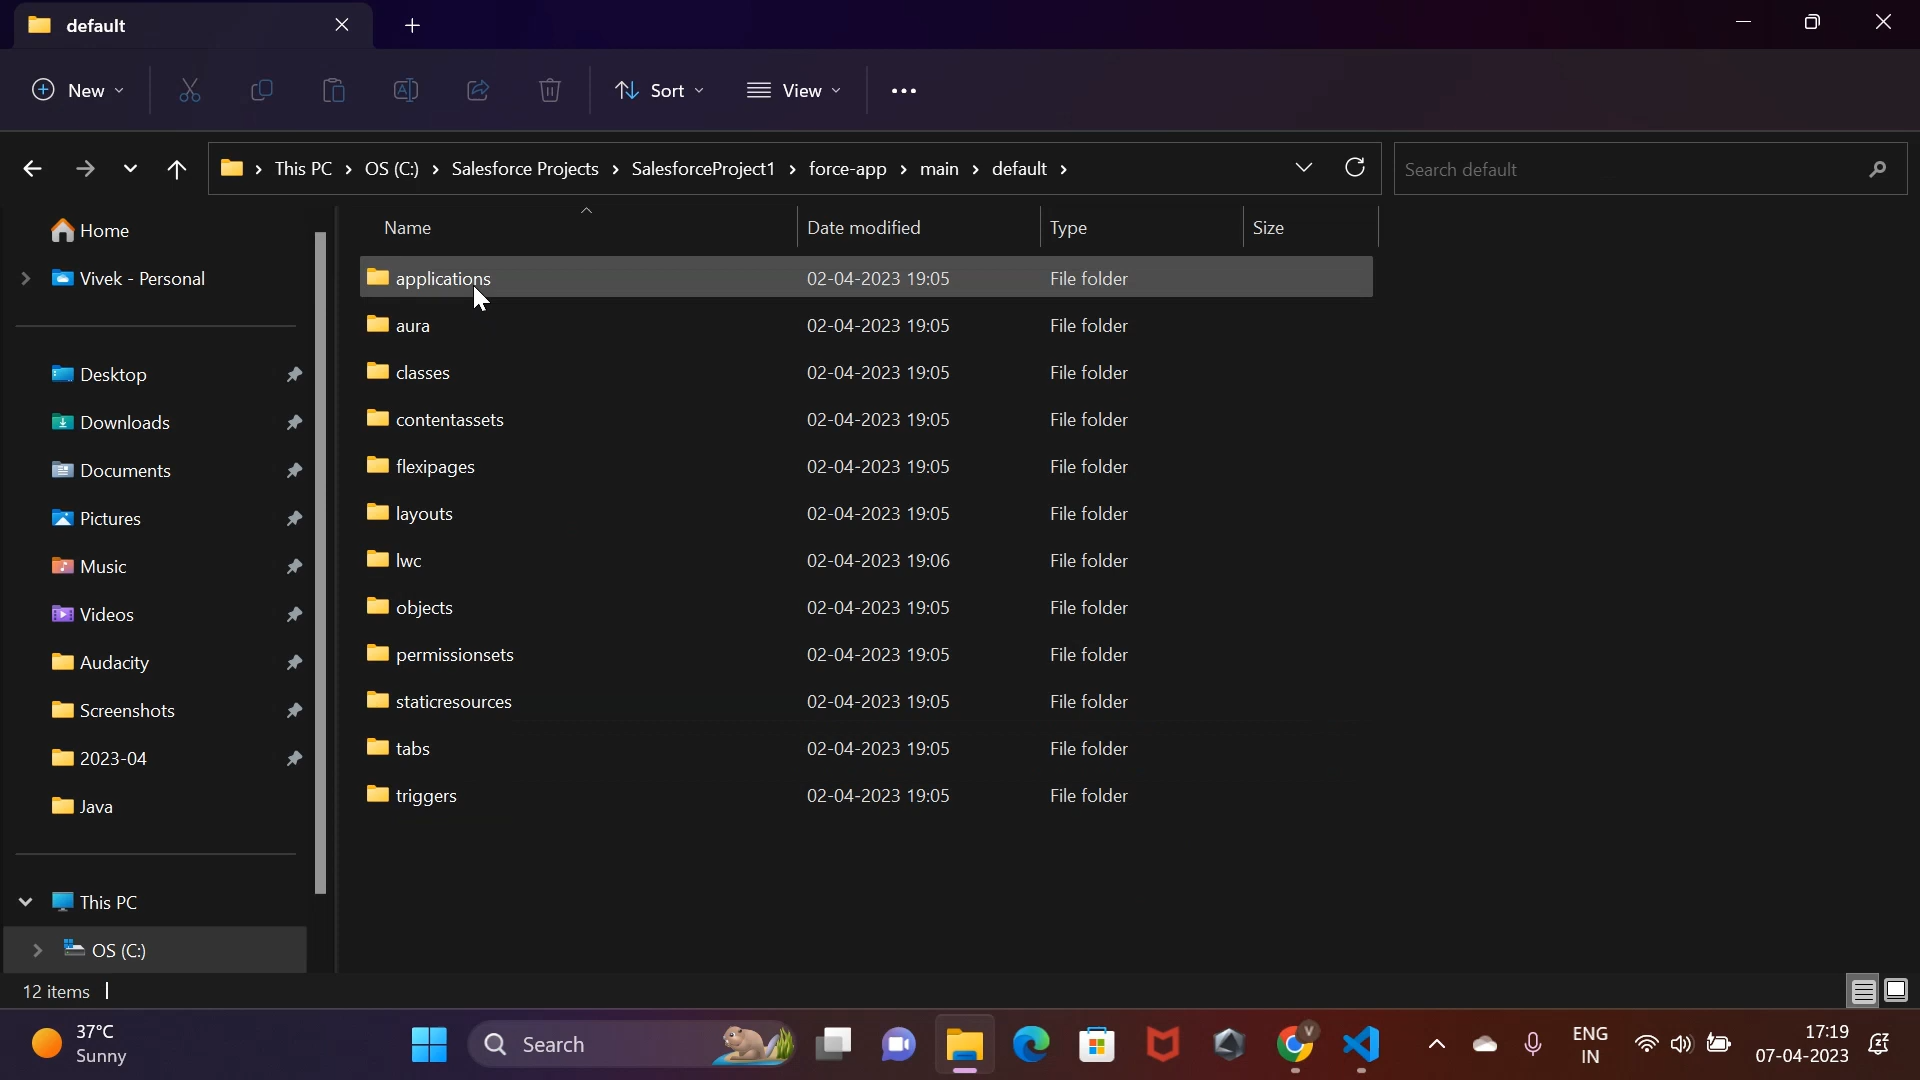 default
New
Sort
View
This PC
OS (C:)
Salesforce Projects
SalesforceProject1
force-app
main
default
Search default
Home
Vivek - Personal
Desktop
Downloads
Documents
Pictures
Music
Videos
Audacity
Screenshots
2023-04
Java
This PC
OS (C:)
Name Date modified Type Size
applications 02-04-2023 19:05 File folder
aura 02-04-2023 19:05 File folder
classes 02-04-2023 19:05 File folder
contentassets 02-04-2023 19:05 File folder
flexipages 02-04-2023 19:05 File folder
layouts 02-04-2023 19:05 File folder
lwc 02-04-2023 19:06 File folder
objects 02-04-2023 19:05 File folder
permissionsets 02-04-2023 19:05 File folder
staticresources 02-04-2023 19:05 File folder
tabs 02-04-2023 19:05 File folder
triggers 02-04-2023 19:05 File folder
12 items
37°C
Sunny
Search
V
ENG
IN
17:19
07-04-2023